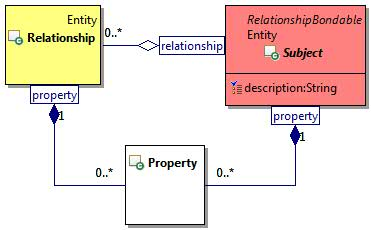 Entity
Relationship
0..*
relationship
RelationshipBondable
Entity
Subject
description:String
property
1
property
1
0..*
Property
0..*